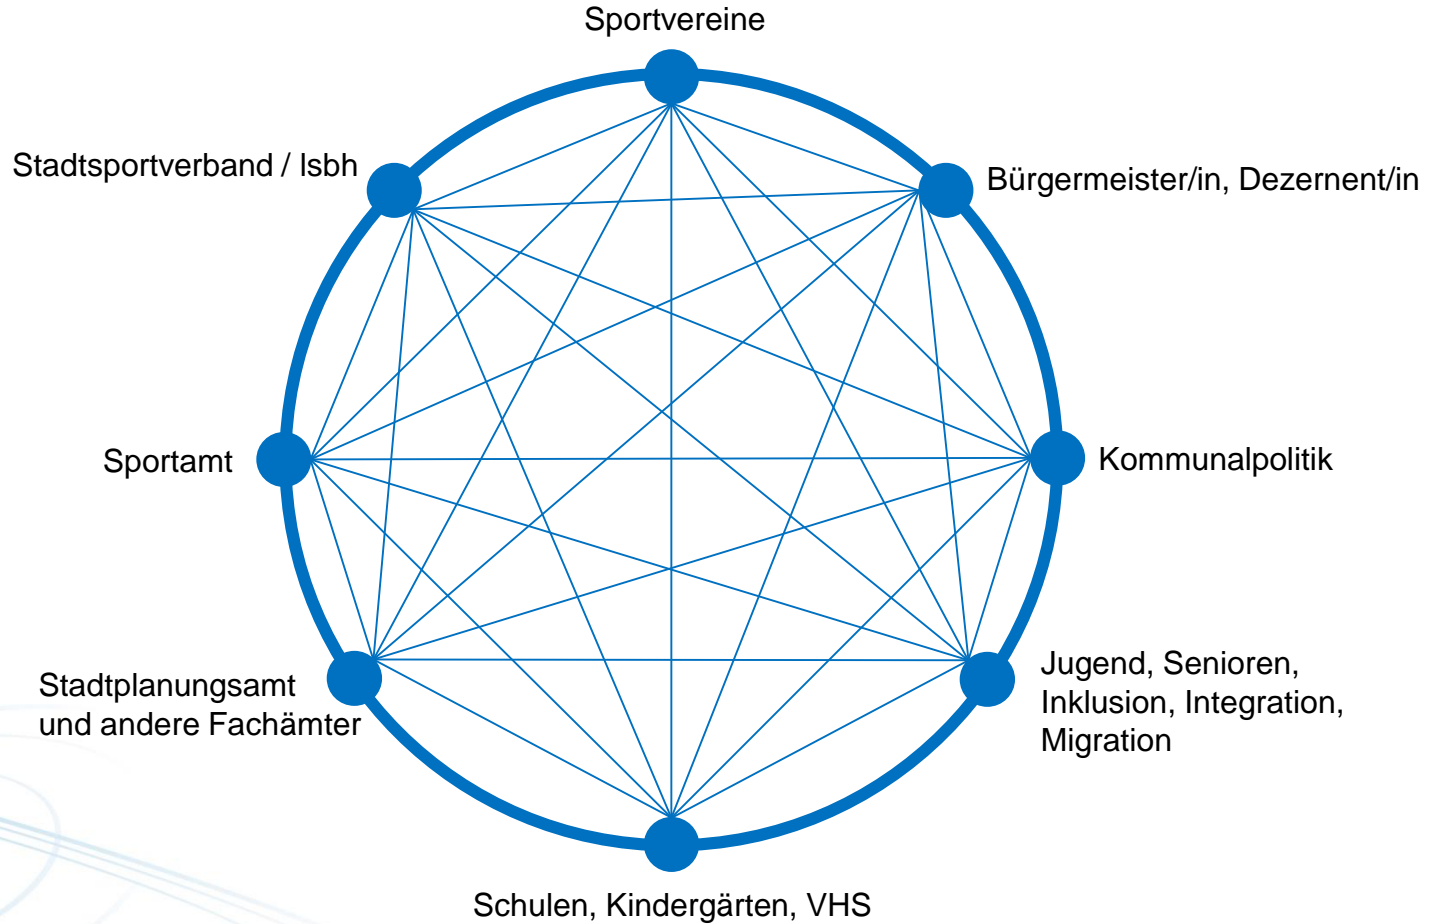 Sportvereine
Stadtsportverband / lsbh
Bürgermeister/in, Dezernent/in
Sportamt
Kommunalpolitik
Stadtplanungsamt
und andere Fachämter
Jugend, Senioren,
Inklusion, Integration,
Migration
Schulen, Kindergärten, VHS